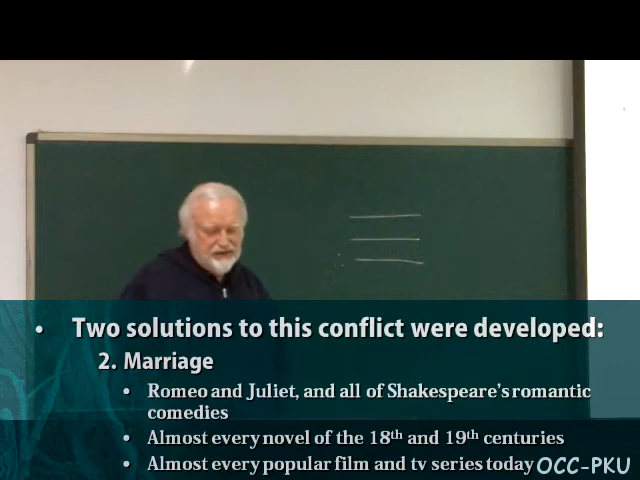 • Two solutions to this conflict were developed:
2. Marriage
• Romeo and Juliet, and all of Shakespeare's romantic
comedies
• Almost every novel of the 18th and 19th centuries
• Almost every popular film and tv series today
OCC-PKU